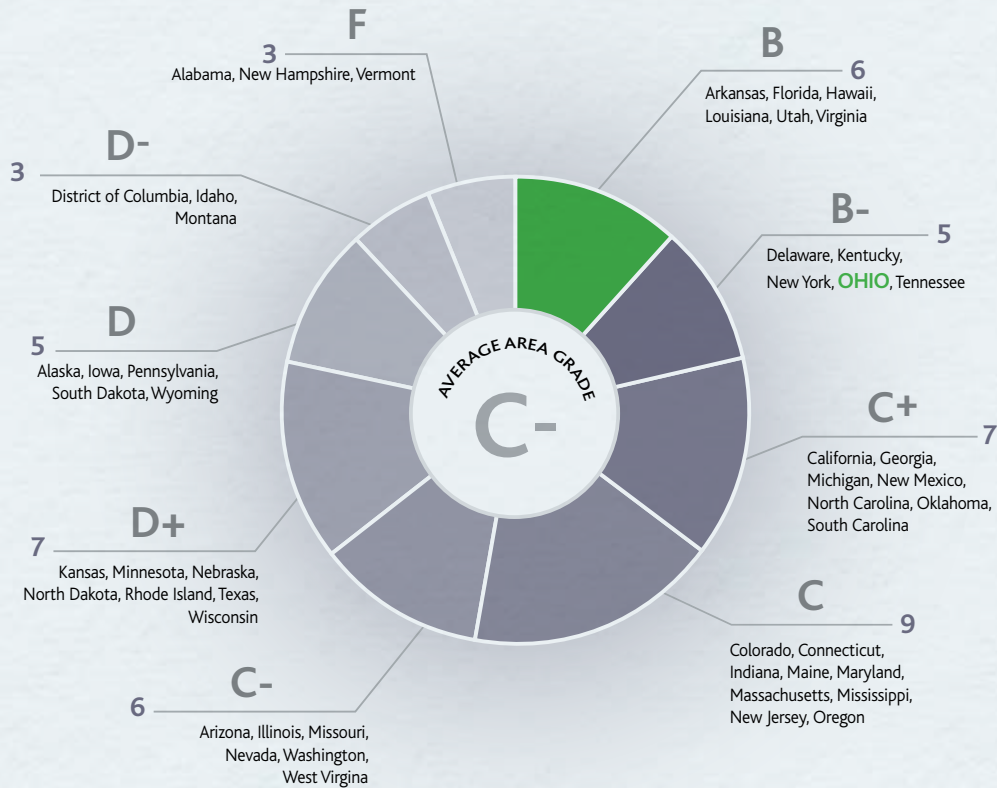 F
3
Alabama, New Hampshire, Vermont
B
6
Arkansas, Florida, Hawaii,
Louisiana, Utah, Virginia
B-
5
Delaware, Kentucky,
New York, OHIO, Tennessee
C+
7
California, Georgia,
Michigan, New Mexico,
North Carolina, Oklahoma,
South Carolina
C
9
Colorado, Connecticut,
Indiana, Maine, Maryland,
Massachusetts, Mississippi,
New Jersey, Oregon
C-
6
Arizona, Illinois, Missouri,
Nevada, Washington,
West Virgina
D+
7
Kansas, Minnesota, Nebraska,
North Dakota, Rhode Island, Texas,
Wisconsin
D
5
Alaska, Iowa, Pennsylvania,
South Dakota, Wyoming
D-
3
District of Columbia, Idaho,
Montana
AVERAGE AREA GRADE
C-